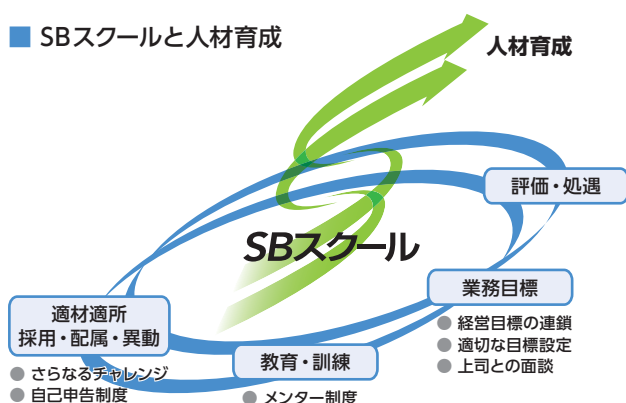 ■ SBスクールと人材育成
人材育成
評価・処遇
SBスクール
業務目標
● 経営目標の連鎖
● 適切な目標設定
● 上司との面談
適材適所
採用・配属・異動
● さらなるチャレンジ
● 自己申告制度
教育・訓練
● メンター制度